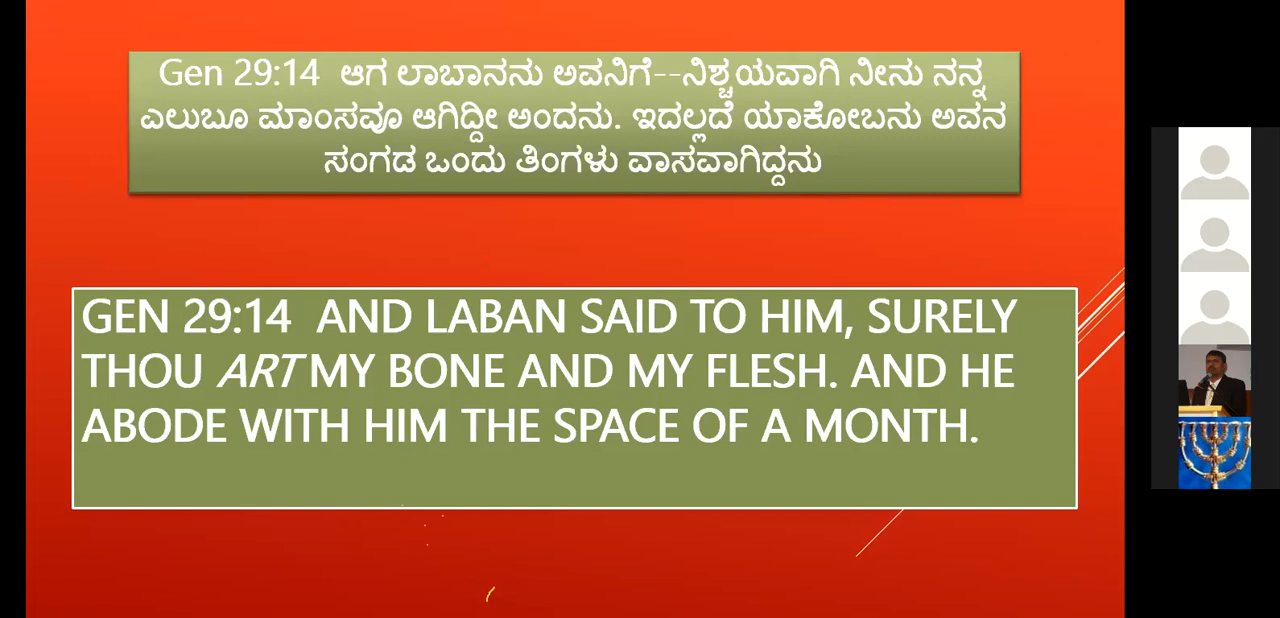 Gen 29:14 ಆಗ ಲಾಬಾನನು ಅವನಿಗೆ--ನಿಶ್ಚಯವಾಗಿ ನೀನು ನನ್ನ
ಎಲುಬೂ ಮಾಂಸವೂ ಆಗಿದ್ದೀ ಅಂದನು. ಇದಲ್ಲದೆ ಯಾಕೋಬನು ಅವನ
ಸಂಗಡ ಒಂದು ತಿಂಗಳು ವಾಸವಾಗಿದ್ದನು
GEN 29:14 AND LABAN SAID TO HIM, SURELY
THOU ART MY BONE AND MY FLESH. AND HE
ABODE WITH HIM THE SPACE OF A MONTH.